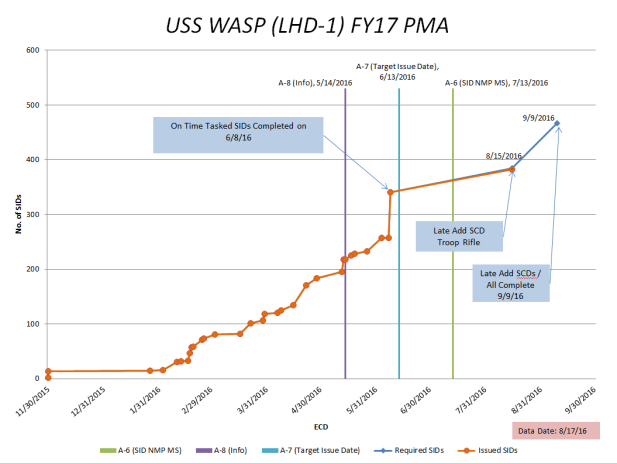 USS WASP (LHD-1) FY17 PMA
600
500
400
300
200
100
0
No. of SIDs
A-7 (Target Issue Date),
6/13/2016
A-8 (Info), 5/14/2016
A-6 (SID NMP MS), 7/13/2016
On Time Tasked SIDs Completed on
6/8/16
9/9/2016
8/15/2016
Late Add SCD
Troop Rifle
Late Add SCDs /
All Complete
9/9/16
11/30/2015
12/31/2015
1/31/2016
2/29/2016
3/31/2016
4/30/2016
5/31/2016
6/30/2016
7/31/2016
8/31/2016
9/30/2016
ECD
Data Date: 8/17/16
A-6 (SID NMP MS)
A-8 (Info)
A-7 (Target Issue Date)
Required SIDs
Issued SIDs